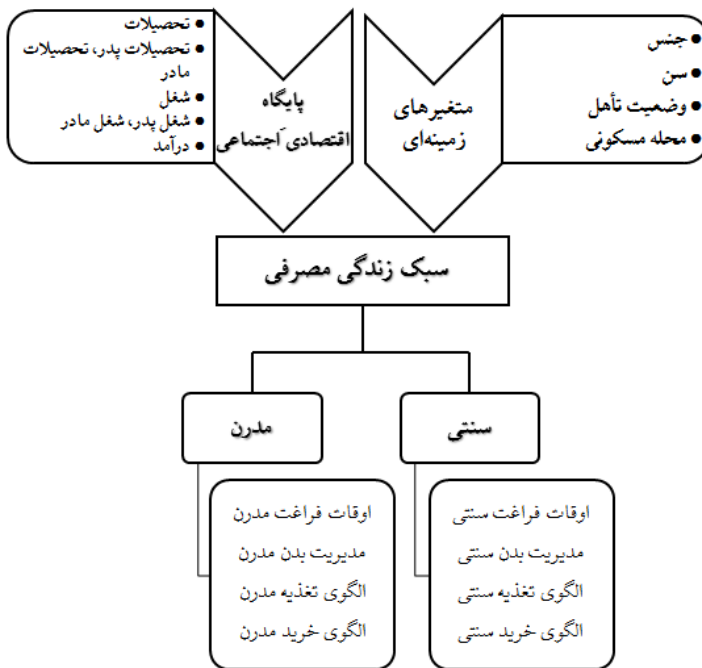 • جنس
• سن
• وضعیت تأهل
• محله مسکونی
متغیرهای
زمینه‌ای
پایگاه
اقتصادی َاجتماعی
• تحصیلات
• تحصیلات پدر، تحصیلات
مادر
• شغل
• شغل پدر، شغل مادر
• درآمد
سبک زندگی مصرفی
سنتی
مدرن
اوقات فراغت سنتی
مدیریت بدن سنتی
الگوی تغذیه سنتی
الگوی خرید سنتی
اوقات فراغت مدرن
مدیریت بدن مدرن
الگوی تغذیه مدرن
الگوی خرید مدرن